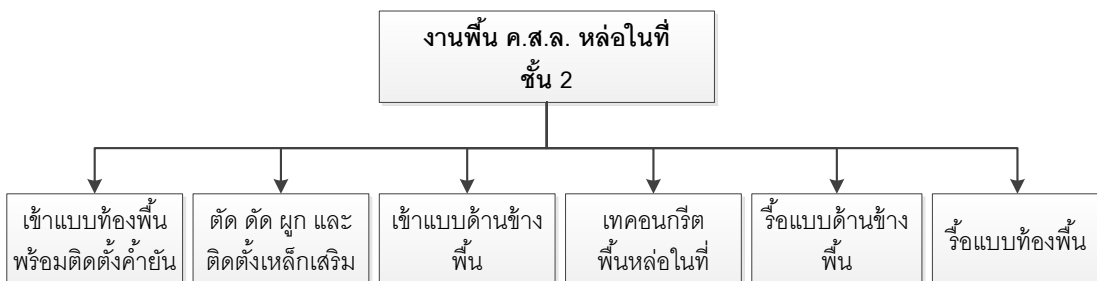 งานพื้น ค.ส.ล. หล่อในที่
ชั้น 2
เข้าแบบท้องพื้น
พร้อมติดตั้งค้ำยัน
ตัด ดัด ผูก และ
ติดตั้งเหล็กเสริม
เข้าแบบด้านข้าง
พื้น
เทคอนกรีต
พื้นหล่อในที่
รื้อแบบด้านข้าง
พื้น
รื้อแบบท้องพื้น